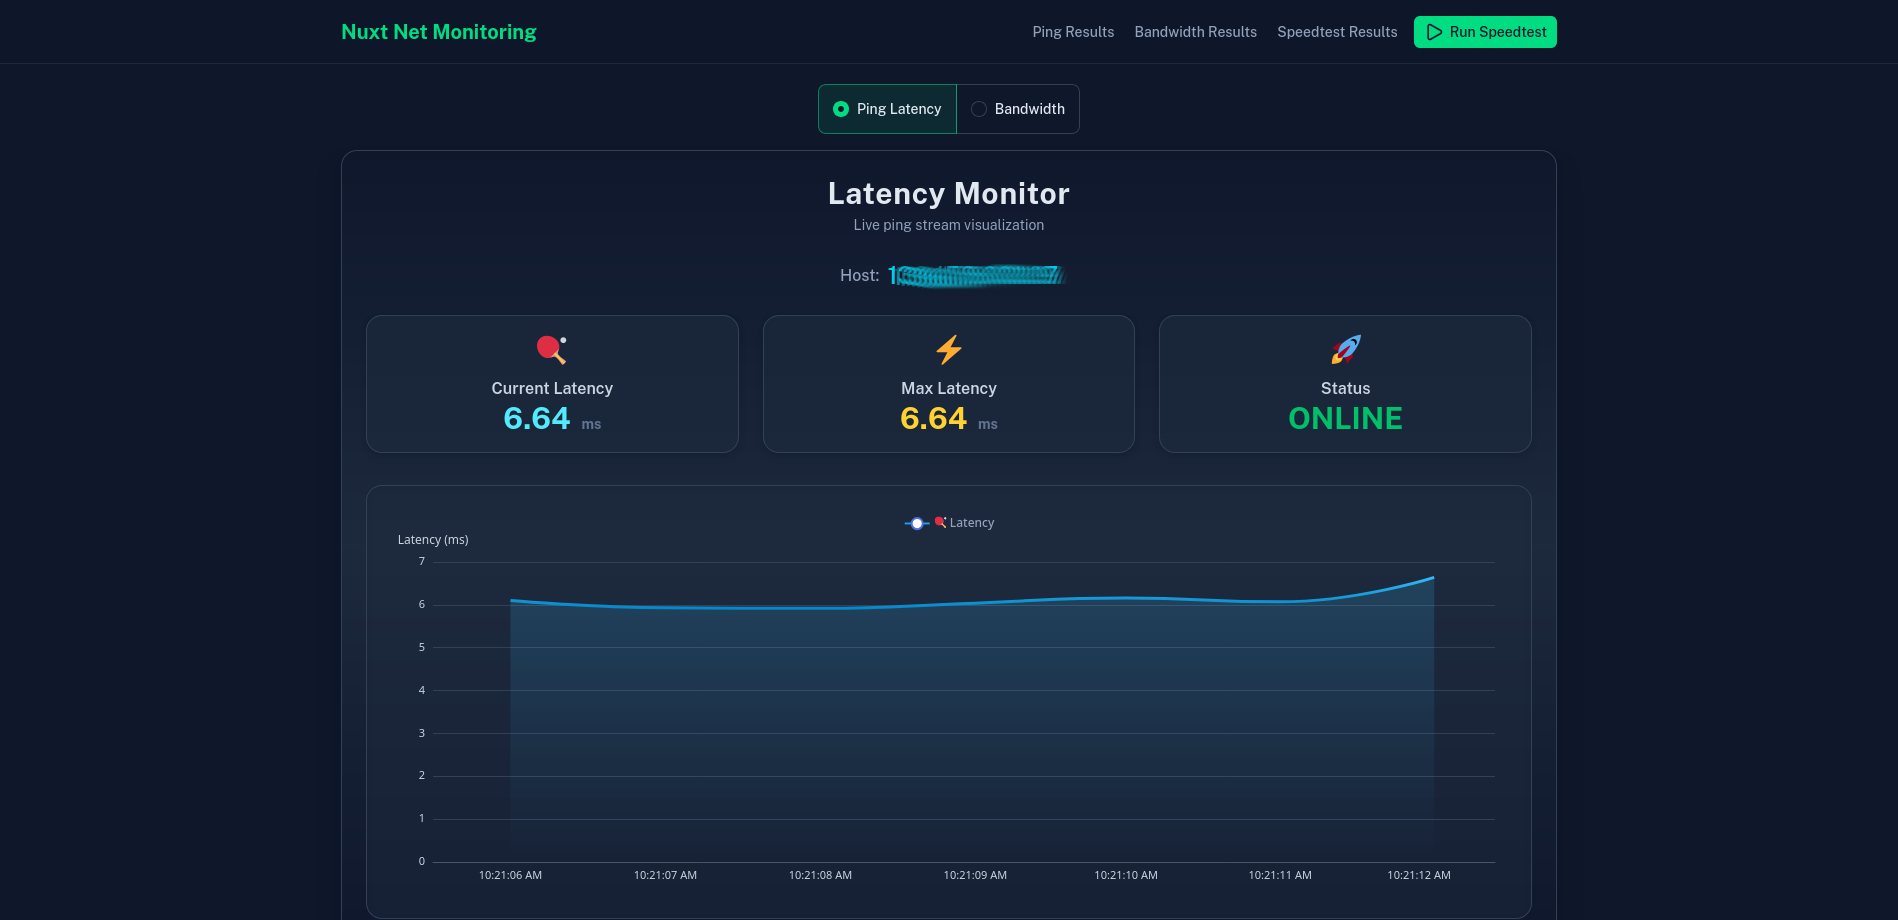 Nuxt Net Monitoring
Ping Results Bandwidth Results Speedtest Results Run Speedtest
Ping Latency Bandwidth
Latency Monitor
Live ping stream visualization
Host:
Current Latency
6.64 ms
Max Latency
6.64 ms
Status
ONLINE
Latency
Latency (ms)
7
6
5
4
3
2
1
0
10:21:06 AM 10:21:07 AM 10:21:08 AM 10:21:09 AM 10:21:10 AM 10:21:11 AM 10:21:12 AM